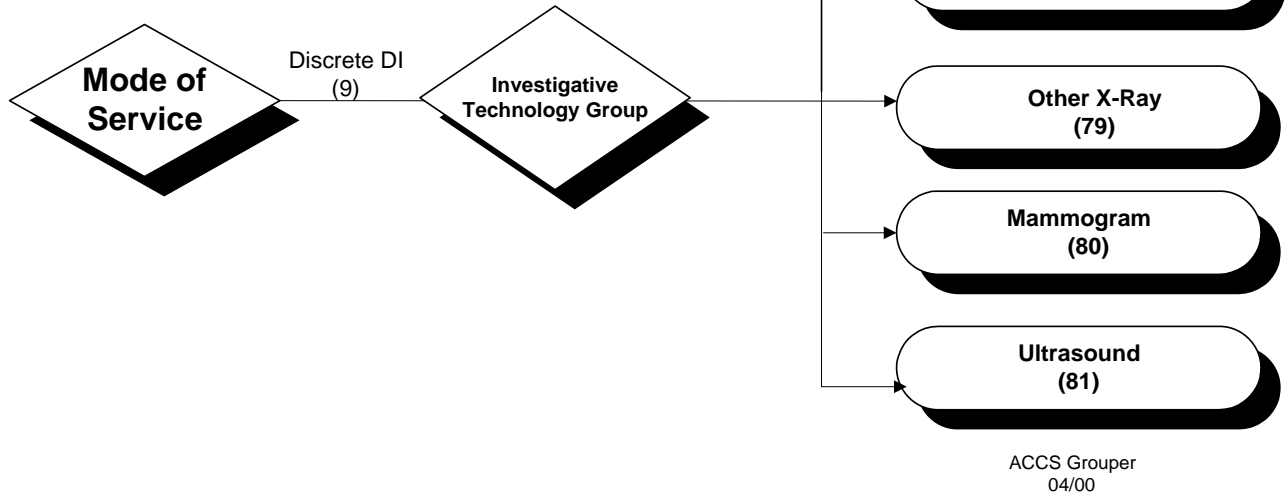 Mode of
Service
Discrete DI
(9)
Investigative
Technology Group
Other X-Ray
(79)
Mammogram
(80)
Ultrasound
(81)
ACCS Grouper
04/00